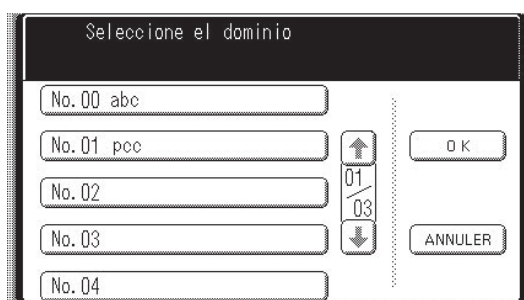 Seleccione el dominio
No.00 abc
No.01 pcc
No.02
No.03
No.04
01/03
OK
ANNULER